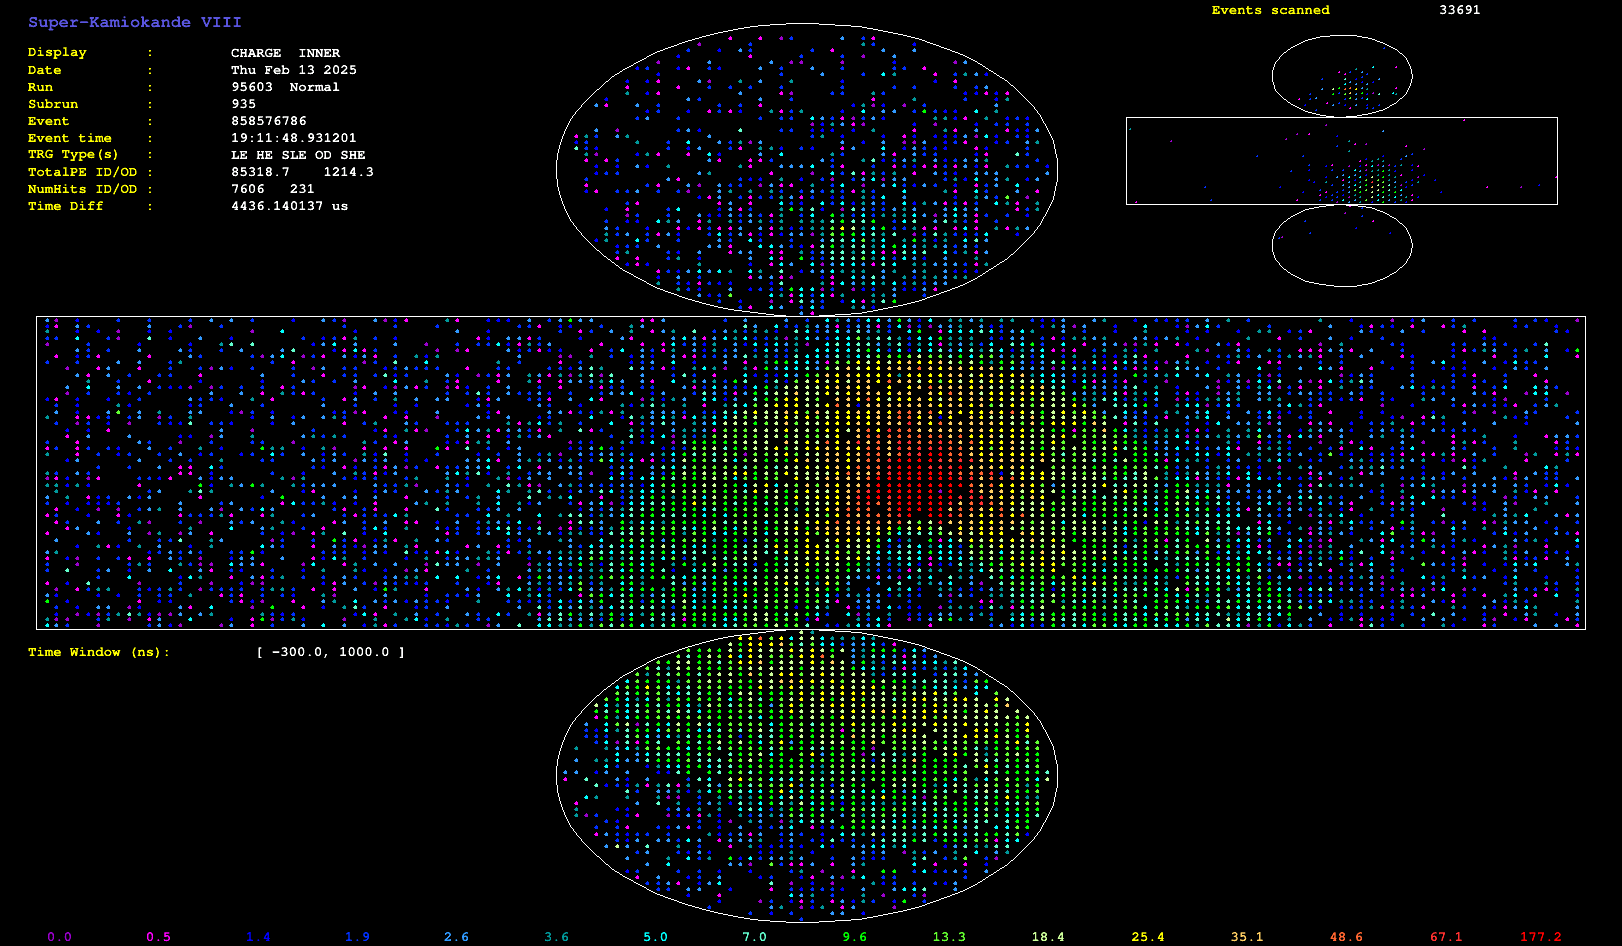 Super-Kamiokande VIII
Events scanned 33691
Display : CHARGE INNER
Date : Thu Feb 13 2025
Run : 95603 Normal
Subrun : 935
Event : 858576786
Event time : 19:11:48.931201
TRG Type(s) : LE HE SLE OD SHE
TotalPE ID/OD : 85318.7 1214.3
NumHits ID/OD : 7606 231
Time Diff : 4436.140137 us
Time Window (ns): [ -300.0, 1000.0 ]
0.0 0.5 1.4 1.9 2.6 3.6 5.0 7.0 9.6 13.3 18.4 25.4 35.1 48.6 67.1 177.2